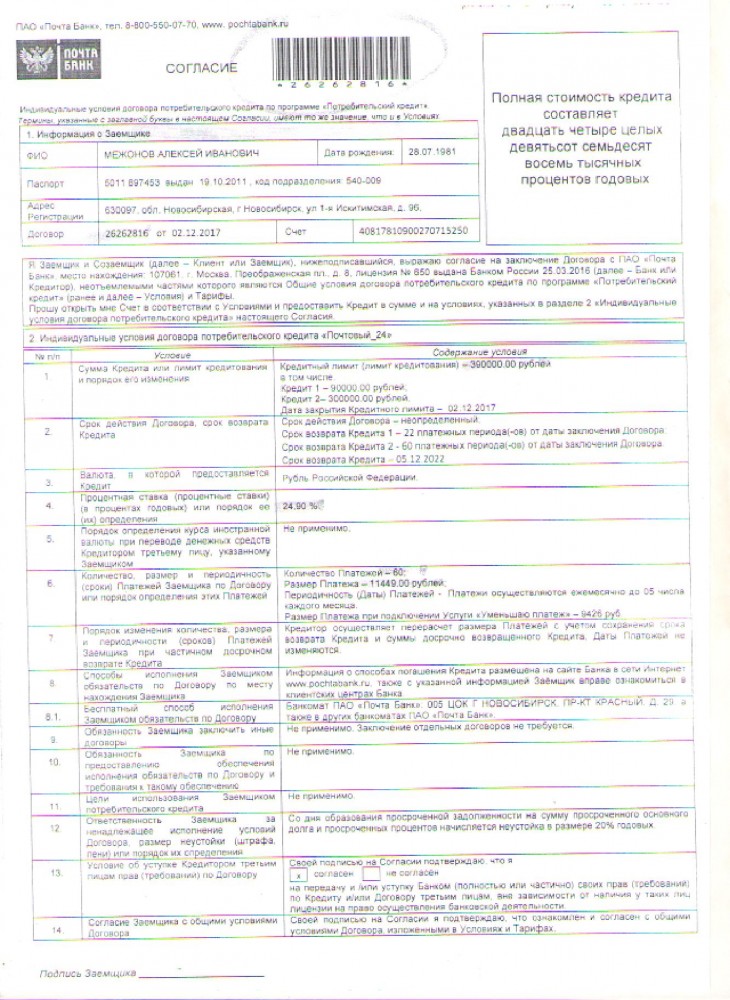 ПАО «Почта Банк», тел. 8-800-550-07-70, www. pochtabank.ru
ПОЧТА
БАНК
СОГЛАСИЕ
*26262816*
Полная стоимость кредита
составляет
двадцать четыре целых
девятьсот семьдесят
восемь тысячных
процентов годовых
Индивидуальные условия договора потребительского кредита по программе «Потребительский кредит».
Термины, указанные с заглавной буквы в настоящем Согласии, имеют то же значение, что и в Условиях.
1. Информация о Заемщике
ФИО МЕЖОНОВ АЛЕКСЕЙ ИВАНОВИЧ Дата рождения: 28.07.1981
Паспорт 5011 897453 выдан 19.10.2011 , код подразделения: 540-009
Адрес
Регистрации 630097, обл. Новосибирская, г Новосибирск, ул 1-я Искитимская, д. 96,
Договор 26262816 от 02.12.2017 Счет 40817810900270715250
Я, Заемщик и Созаемщик (далее – Клиент или Заемщик), нижеподписавшийся, выражаю согласие на заключение Договора с ПАО «Почта
Банк», место нахождения: 107061, г. Москва, Преображенская пл., д. 8, лицензия № 650 выдана Банком России 25.03.2016 (далее – Банк или
Кредитор), неотъемлемыми частями которого являются Общие условия договора потребительского кредита по программе «Потребительский
кредит» (ранее и далее – Условия) и Тарифы.
Прошу открыть мне Счет в соответствии с Условиями и предоставить Кредит в сумме и на условиях, указанных в разделе 2 «Индивидуальные
условия договора потребительского кредита» настоящего Согласия.
2. Индивидуальные условия договора потребительского кредита «Почтовый_24»
№ п/п Условие Содержание условия
1 Сумма Кредита или лимит кредитования
и порядок его изменения
Кредитный лимит (лимит кредитования) – 390000.00 рублей
в том числе
Кредит 1 – 90000.00 рублей;
Кредит 2– 300000.00 рублей.
Дата закрытия Кредитного лимита – 02.12.2017
2. Срок действия Договора, срок возврата
Кредита
Срок действия Договора – неопределенный;
Срок возврата Кредита 1 – 22 платежных периода(-ов) от даты заключения Договора;
Срок возврата Кредита 2 - 60 платежных периода(-ов) от даты заключения Договора
Срок возврата Кредита – 05.12.2022
3. Валюта, в которой предоставляется
Кредит
Рубль Российской Федерации.
4. Процентная ставка (процентные ставки)
(в процентах годовых) или порядок ее
(их) определения
24,90 %
5. Порядок определения курса иностранной
валюты при переводе денежных средств
Кредитором третьему лицу, указанному
Заемщиком
Не применимо.
6. Количество, размер и периодичность
(сроки) Платежей Заемщика по Договору
или порядок определения этих Платежей
Количество Платежей – 60;
Размер Платежа – 11449.00 рублей;
Периодичность (Даты) Платежей - Платежи осуществляются ежемесячно до 05 числа
каждого месяца.
Размер Платежа при подключении Услуги «Уменьшаю платеж» – 9426 руб
7. Порядок изменения количества, размера
и периодичности (сроков) Платежей
Заемщика при частичном досрочном
возврате Кредита
Кредитор осуществляет перерасчет размера Платежей с учетом сохранения срока
возврата Кредита и суммы досрочно возвращенного Кредита. Даты Платежей не
изменяются.
8. Способы исполнения Заемщиком
обязательств по Договору по месту
нахождения Заемщика
Информация о способах погашения Кредита размещена на сайте Банка в сети Интернет
www.pochtabank.ru, также с указанной информацией Заёмщик вправе ознакомиться в
клиентских центрах Банка
8.1. Бесплатный способ исполнения
Заемщиком обязательств по Договору
Банкомат ПАО «Почта Банк»: 005 ЦОК Г НОВОСИБИРСК, ПР-КТ КРАСНЫЙ, Д. 29, а
также в других банкоматах ПАО «Почта Банк».
9. Обязанность Заемщика заключить иные
договоры
Не применимо. Заключение отдельных договоров не требуется.
10. Обязанность Заемщика по
предоставлению обеспечения
исполнения обязательств по Договору и
требования к такому обеспечению
Не применимо.
11. Цели использования Заемщиком
потребительского кредита
Не применимо.
12. Ответственность Заемщика за
ненадлежащее исполнение условий
Договора, размер неустойки (штрафа,
пени) или порядок их определения
Со дня образования просроченной задолженности на сумму просроченного основного
долга и просроченных процентов начисляется неустойка в размере 20% годовых
13. Условие об уступке Кредитором третьим
лицам прав (требований) по Договору
Своей подписью на Согласии подтверждаю, что я
x согласен не согласен
на передачу и /или уступку Банком (полностью или частично) своих прав (требований)
по Кредиту и/или Договору третьим лицам, вне зависимости от наличия у таких лиц
лицензии на право осуществления банковской деятельности.
14. Согласие Заемщика с общими условиями
Договора
Своей подписью на Согласии я подтверждаю, что ознакомлен и согласен с общими
условиями Договора, изложенными в Условиях и Тарифах.
Подпись Заемщика